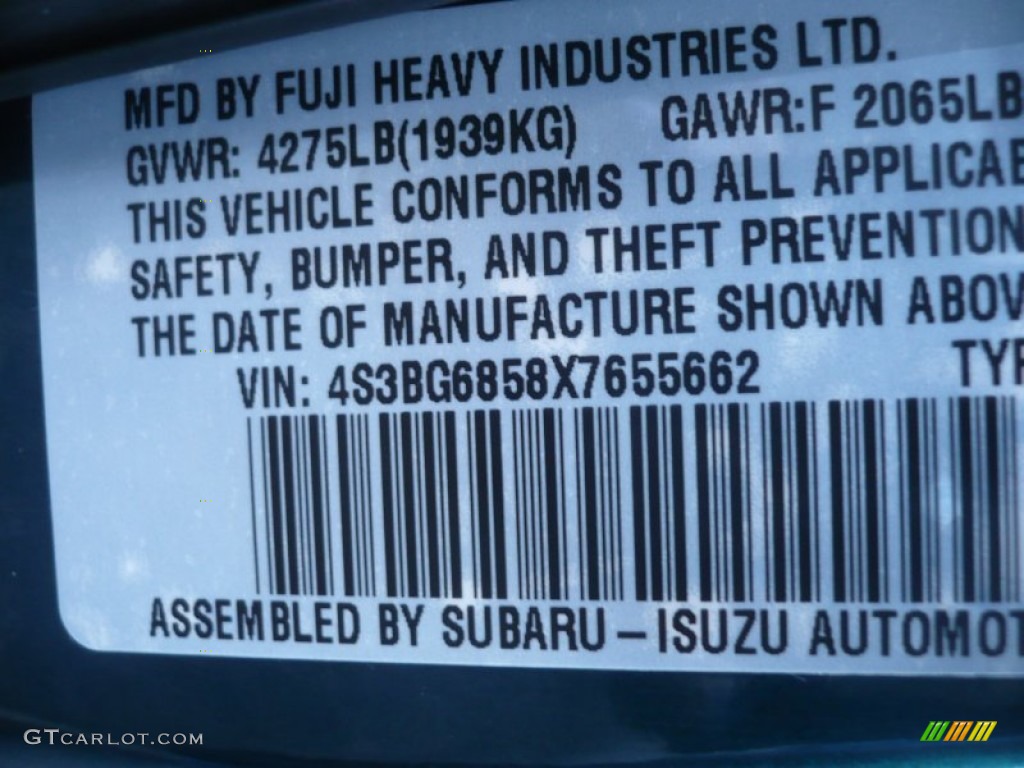 MFD BY FUJI HEAVY INDUSTRIES LTD.
GVWR: 4275LB(1939KG) GAWR:F 2065LB
THIS VEHICLE CONFORMS TO ALL APPLICAB
SAFETY, BUMPER, AND THEFT PREVENTION
THE DATE OF MANUFACTURE SHOWN ABOV
VIN: 4S3BG6858X7655662 TYP
ASSEMBLED BY SUBARU–ISUZU AUTOMOT
GTCARLOT.COM